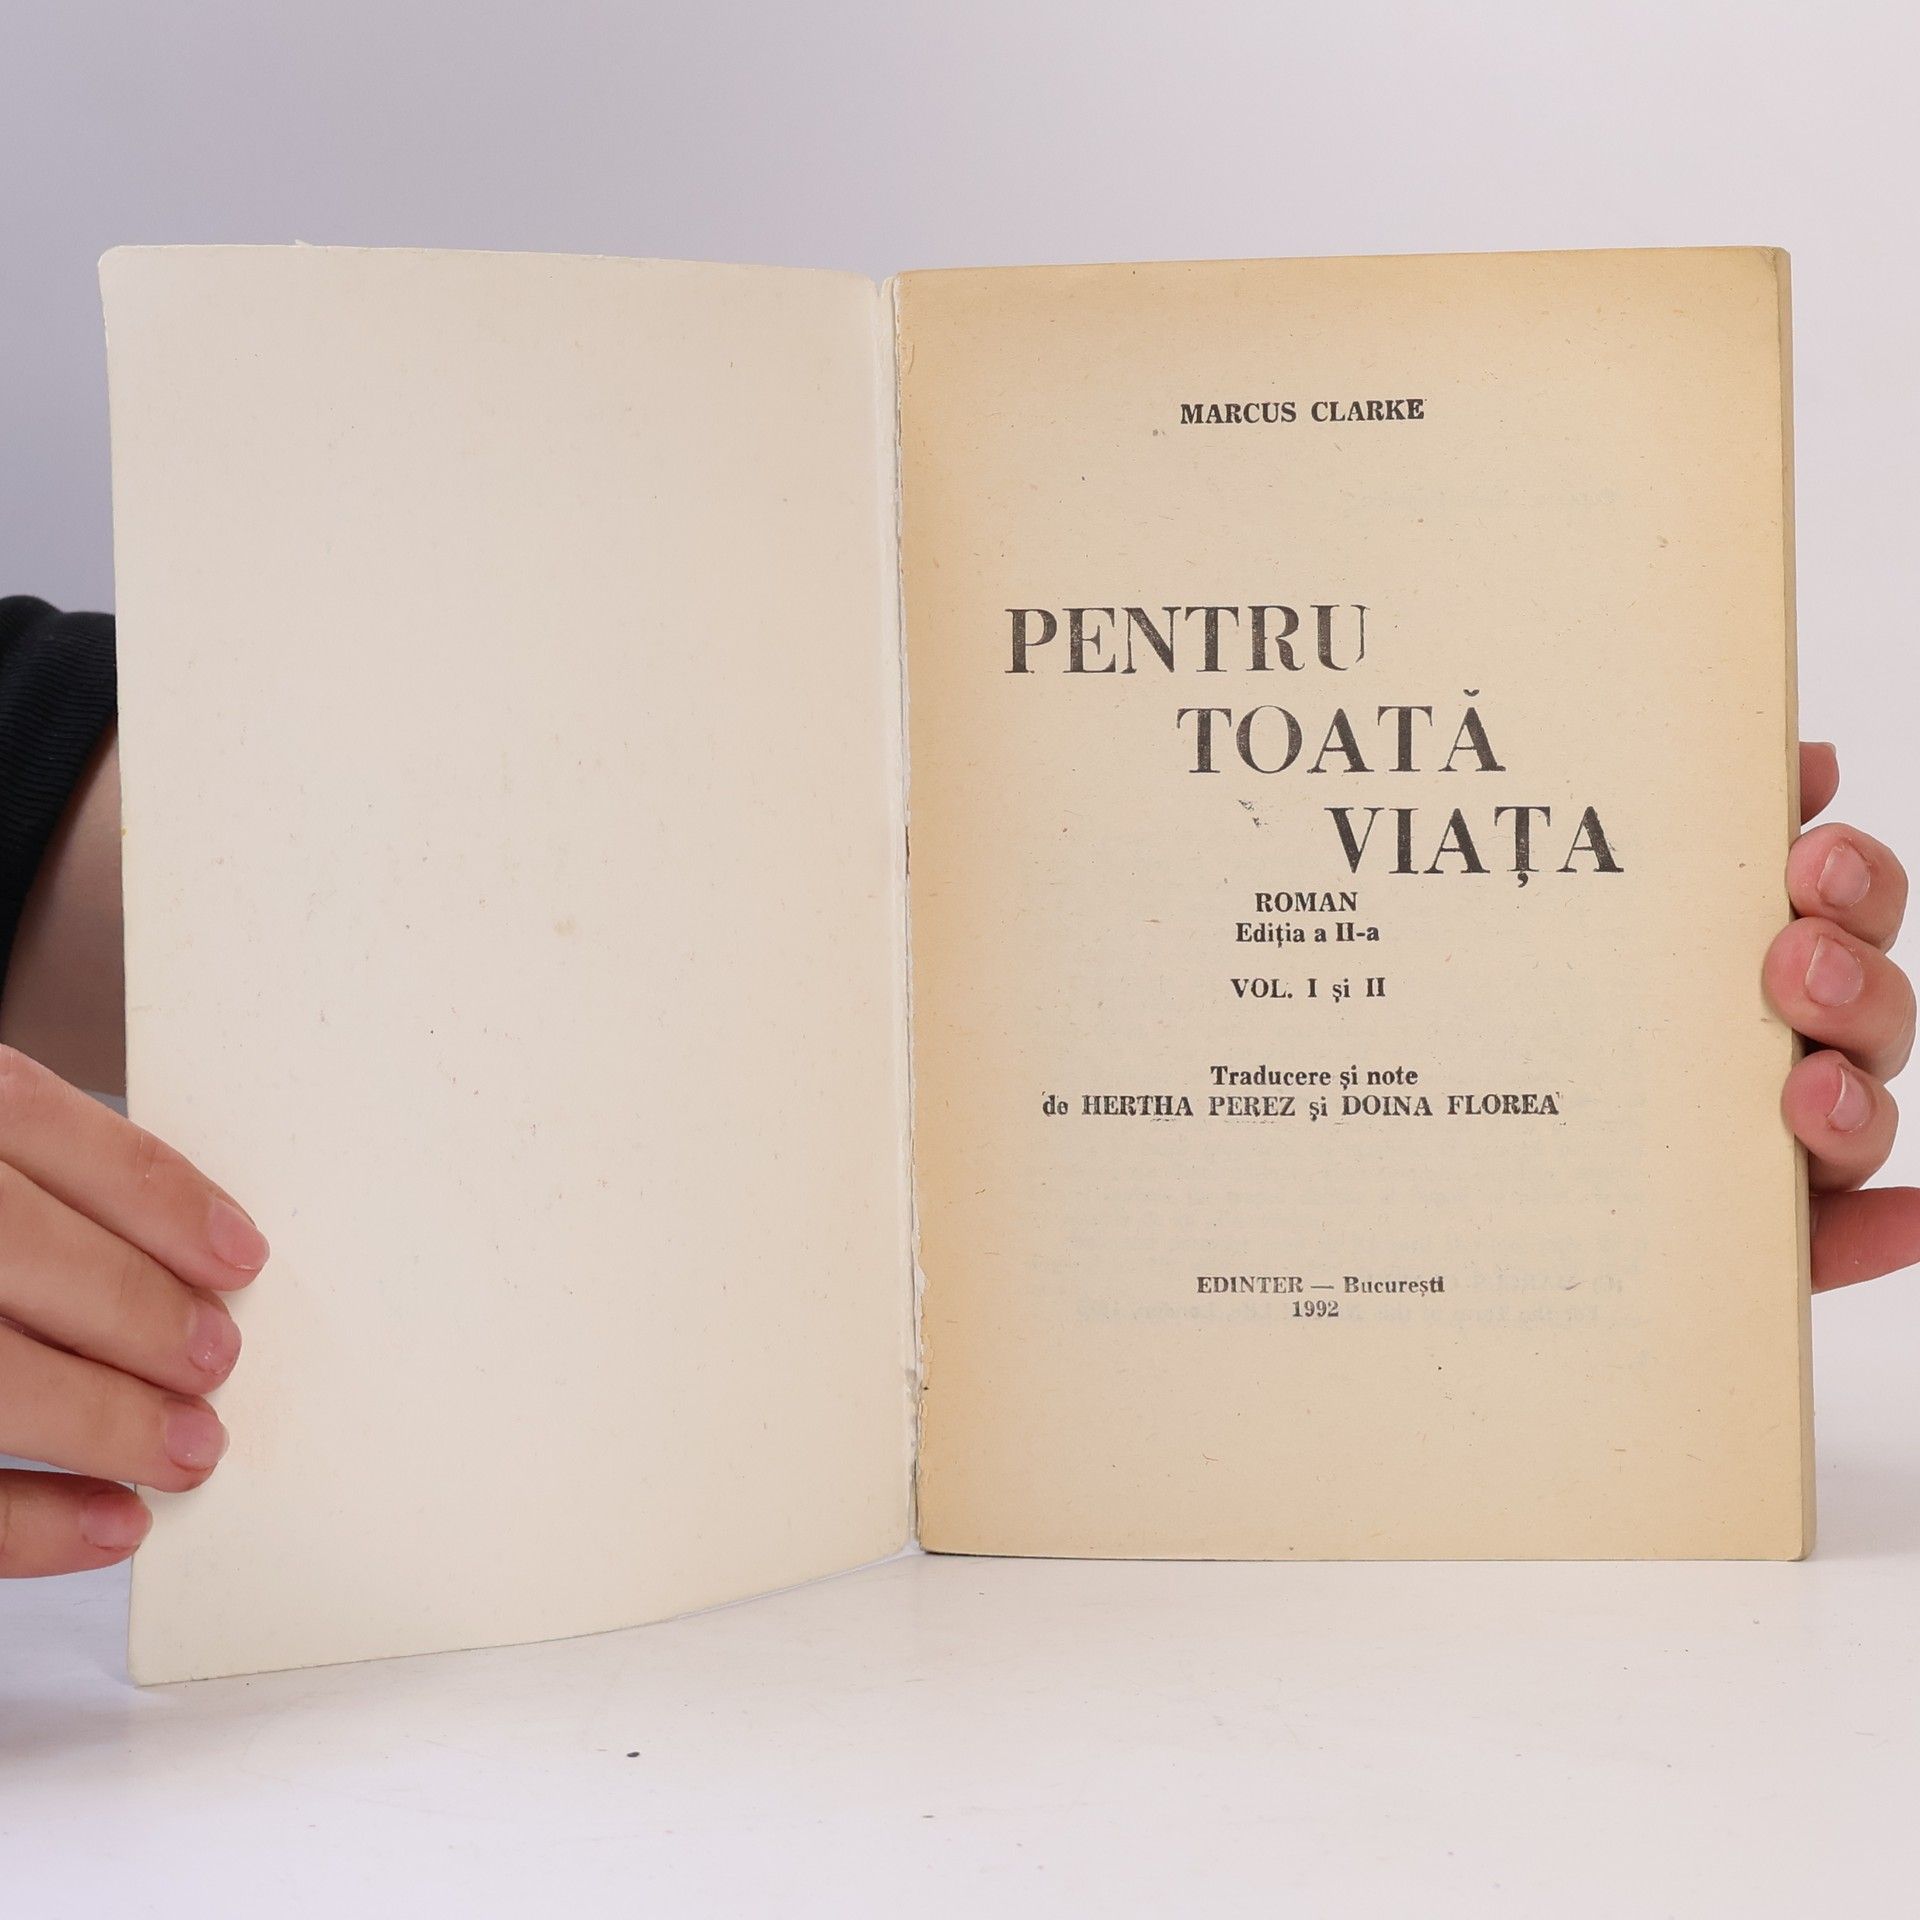 MARCUS CLARKE
PENTRU
TOATĂ
VIAȚA
ROMAN
Ediția a II-a
VOL. I și II
Traducere și note
de HERTHA PEREZ și DOINA FLOREA
EDINTER — București
1992